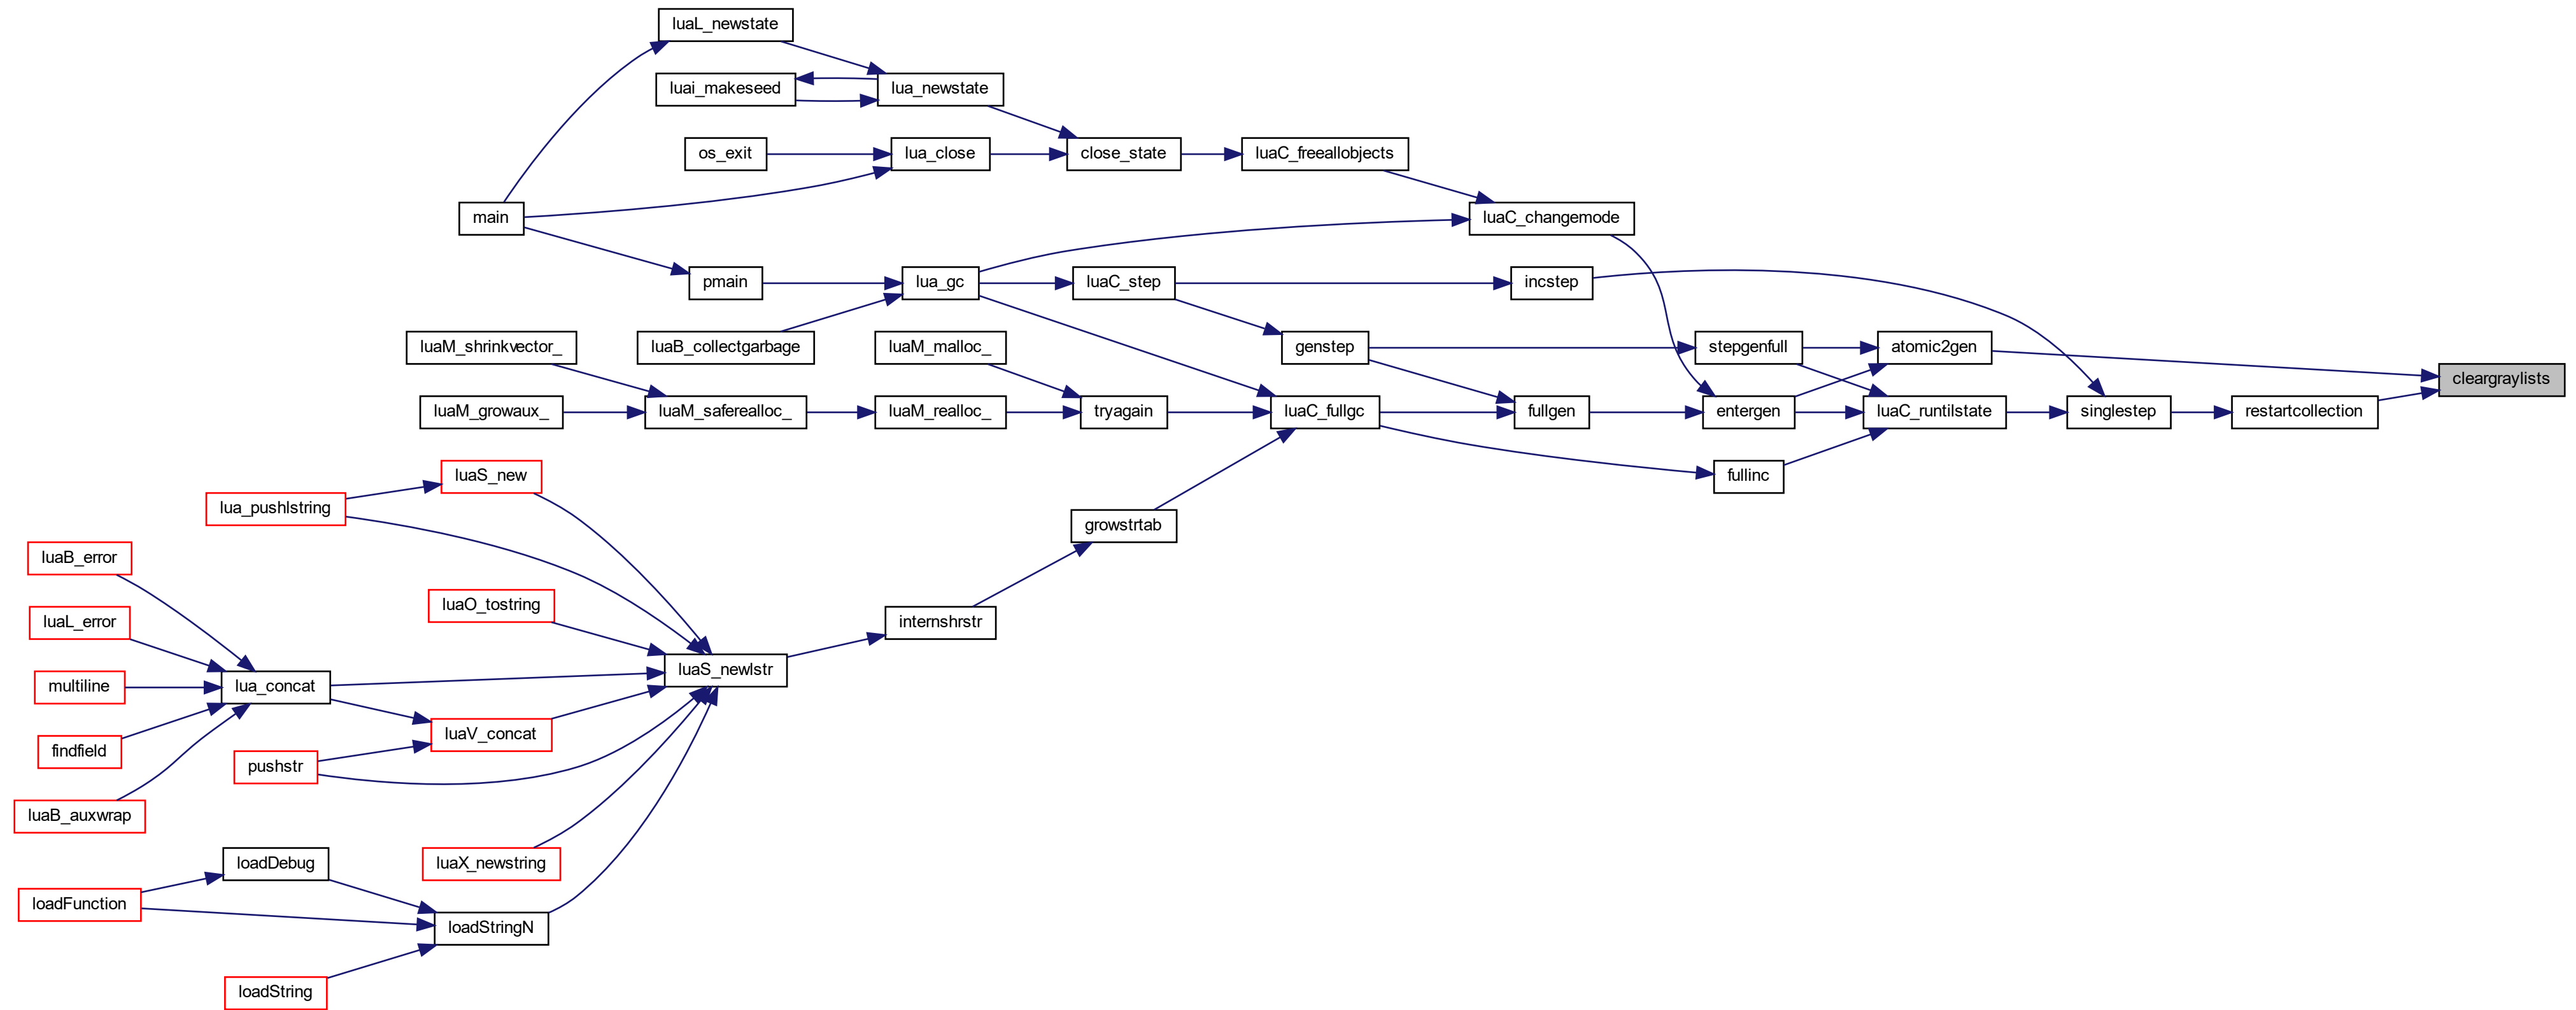 luaL_newstate
luai_makeseed
lua_newstate
os_exit
lua_close
close_state
luaC_freeallobjects
main
luaC_changemode
pmain
lua_gc
luaC_step
incstep
luaM_shrinkvector_
luaB_collectgarbage
luaM_malloc_
genstep
stepgenfull
atomic2gen
cleargraylists
luaM_growaux_
luaM_saferealloc_
luaM_realloc_
tryagain
luaC_fullgc
fullgen
entergen
luaC_runtilstate
singlestep
restartcollection
luaS_new
fullinc
lua_pushlstring
growstrtab
luaB_error
luaO_tostring
luaL_error
internshrstr
luaS_newlstr
multiline
lua_concat
luaV_concat
findfield
pushstr
luaB_auxwrap
luaX_newstring
loadDebug
loadFunction
loadStringN
loadString